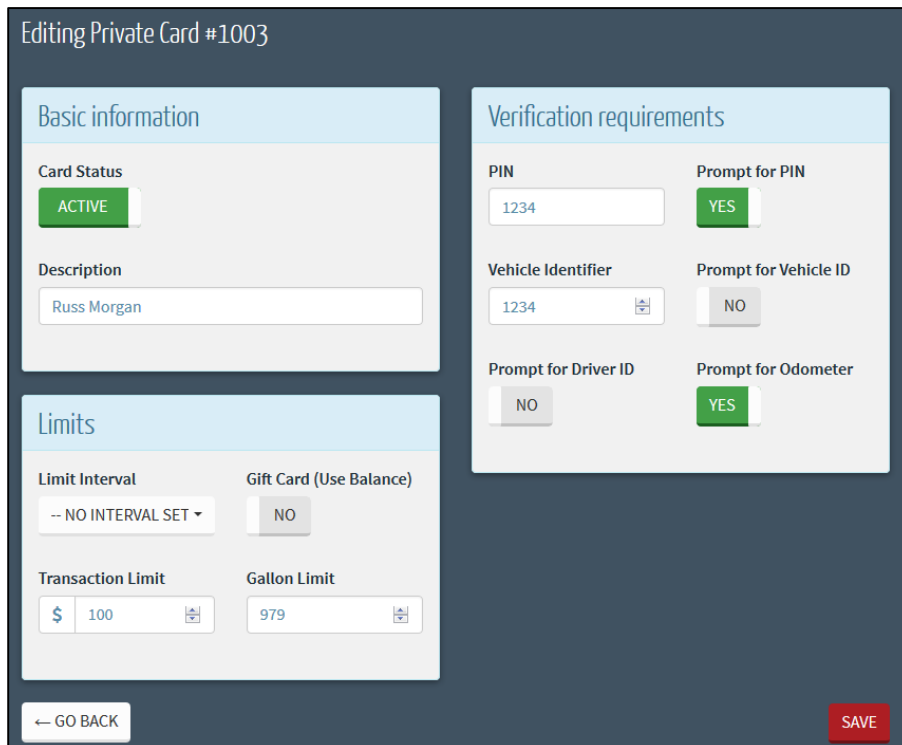 Editing Private Card #1003
Basic information
Card Status
ACTIVE
Description
Russ Morgan
Limits
Limit Interval Gift Card (Use Balance)
-- NO INTERVAL SET NO
Transaction Limit Gallon Limit
$ 100 979
Verification requirements
PIN Prompt for PIN
1234 YES
Vehicle Identifier Prompt for Vehicle ID
1234 NO
Prompt for Driver ID Prompt for Odometer
NO YES
← GO BACK SAVE